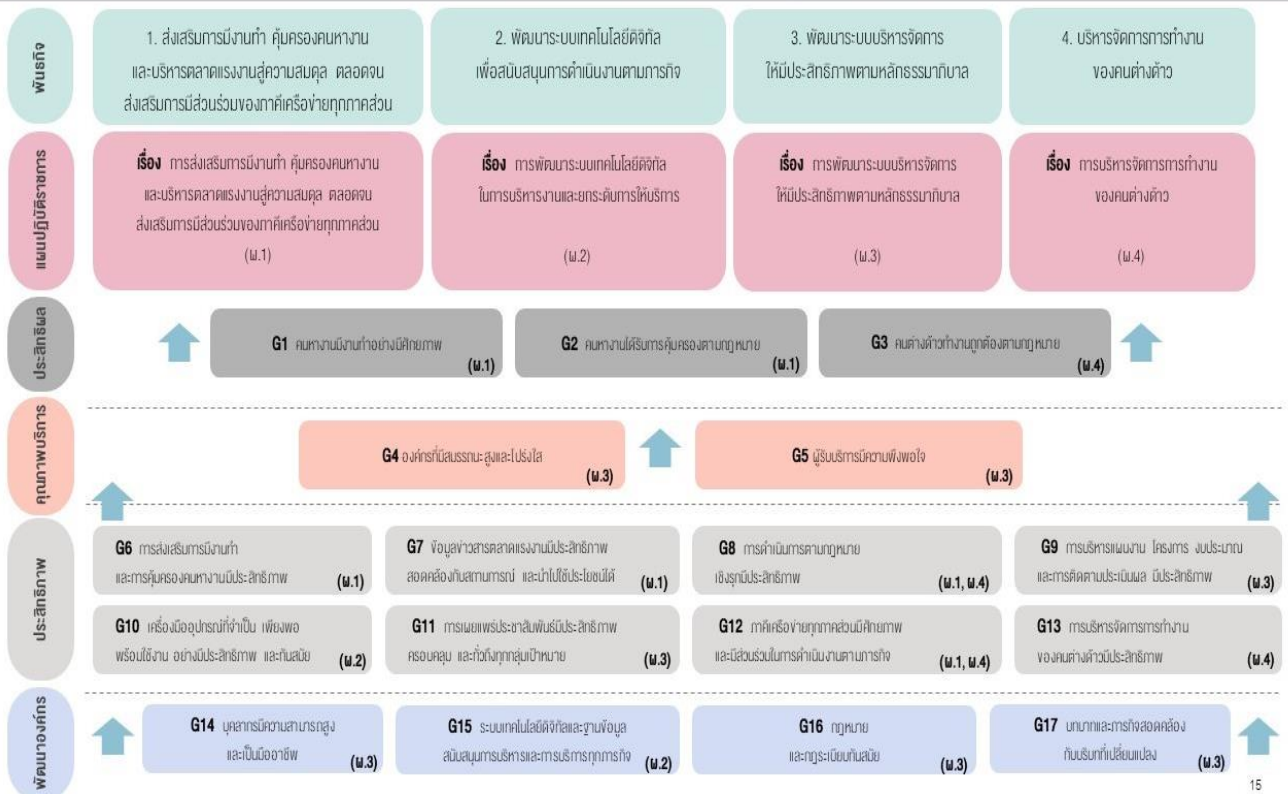 พันธกิจ
1. ส่งเสริมการมีงานทำ คุ้มครองคนหางาน
และบริหารตลาดแรงงานสู่ความสมดุล ตลอดจน
ส่งเสริมการมีส่วนร่วมของภาคีเครือข่ายทุกภาคส่วน
2. พัฒนาระบบเทคโนโลยีดิจิทัล
เพื่อสนับสนุนการดำเนินงานตามภารกิจ
3. พัฒนาระบบบริหารจัดการ
ให้มีประสิทธิภาพตามหลักธรรมาภิบาล
4. บริหารจัดการการทำงาน
ของคนต่างด้าว
แผนปฏิบัติราชการ
เรื่อง การส่งเสริมการมีงานทำ คุ้มครองคนหางาน
และบริหารตลาดแรงงานสู่ความสมดุล ตลอดจน
ส่งเสริมการมีส่วนร่วมของภาคีเครือข่ายทุกภาคส่วน
(ผ.1)
เรื่อง การพัฒนาระบบเทคโนโลยีดิจิทัล
ในการบริหารงานและยกระดับการให้บริการ
(ผ.2)
เรื่อง การพัฒนาระบบบริหารจัดการ
ให้มีประสิทธิภาพตามหลักธรรมาภิบาล
(ผ.3)
เรื่อง การบริหารจัดการการทำงาน
ของคนต่างด้าว
(ผ.4)
ประสิทธิผล
G1 คนหางานมีงานทำอย่างมีศักยภาพ
(ผ.1)
G2 คนหางานได้รับการคุ้มครองตามกฎหมาย
(ผ.1)
G3 คนต่างด้าวทำงานถูกต้องตามกฎหมาย
(ผ.4)
คุณภาพบริการ
G4 องค์กรที่มีสมรรถนะสูงและโปร่งใส
(ผ.3)
G5 ผู้รับบริการมีความพึงพอใจ
(ผ.3)
ประสิทธิภาพ
G6 การส่งเสริมการมีงานทำ
และการคุ้มครองคนหางานมีประสิทธิภาพ (ผ.1)
G7 ข้อมูลข่าวสารตลาดแรงงานมีประสิทธิภาพ
สอดคล้องกับสถานการณ์ และนำไปใช้ประโยชน์ได้ (ผ.1)
G8 การดำเนินการตามกฎหมาย
เชิงรุกมีประสิทธิภาพ (ผ.1, ผ.4)
G9 การบริหารแผนงาน โครงการ งบประมาณ
และการติดตามประเมินผล มีประสิทธิภาพ (ผ.3)
G10 เครื่องมืออุปกรณ์ที่จำเป็น เพียงพอ
พร้อมใช้งาน อย่างมีประสิทธิภาพ และทันสมัย (ผ.2)
G11 การเผยแพร่ประชาสัมพันธ์มีประสิทธิภาพ
ครอบคลุม และทั่วถึงทุกกลุ่มเป้าหมาย (ผ.3)
G12 ภาคีเครือข่ายทุกภาคส่วนมีศักยภาพ
และมีส่วนร่วมในการดำเนินงานตามภารกิจ (ผ.1, ผ.4)
G13 การบริหารจัดการการทำงาน
ของคนต่างด้าวมีประสิทธิภาพ (ผ.4)
พัฒนาองค์กร
G14 บุคลากรมีความสามารถสูง
และเป็นมืออาชีพ (ผ.3)
G15 ระบบเทคโนโลยีดิจิทัลและฐานข้อมูล
สนับสนุนการบริหารและการบริการทุกภารกิจ (ผ.2)
G16 กฎหมาย
และกฎระเบียบทันสมัย (ผ.3)
G17 บทบาทและภารกิจสอดคล้อง
กับบริบทที่เปลี่ยนแปลง (ผ.3)
15